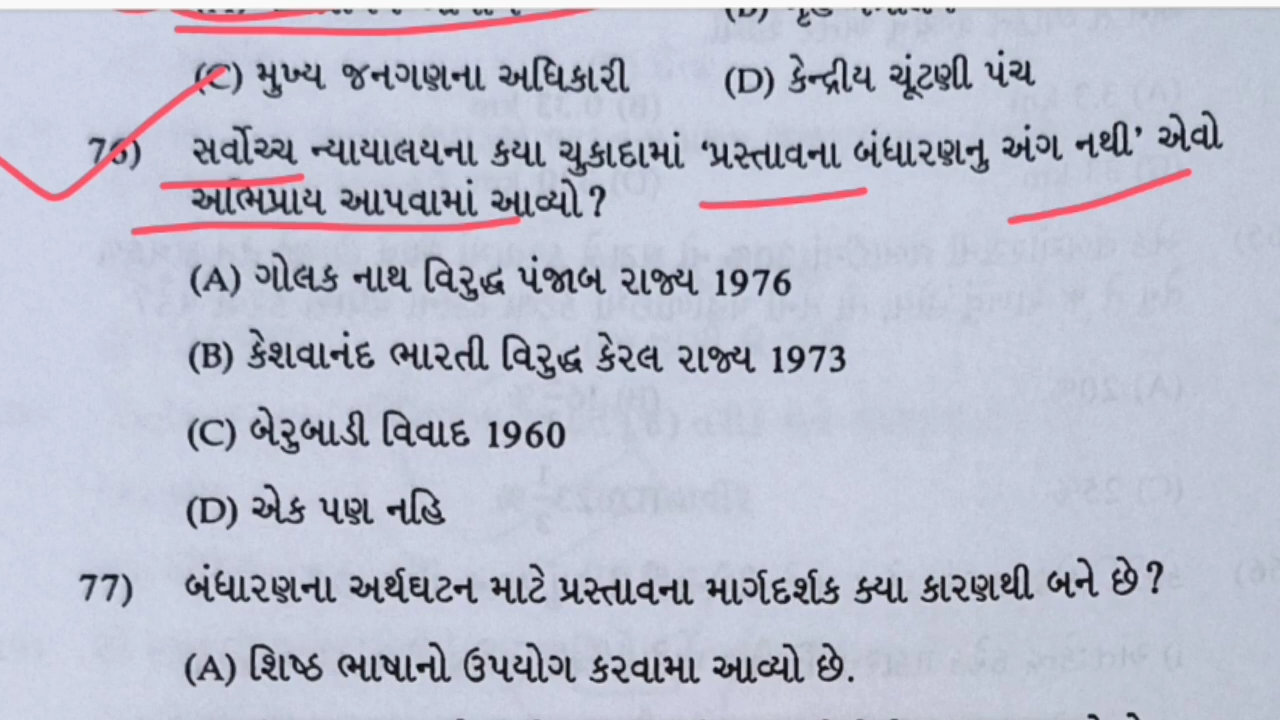 (C) મુખ્ય જનગણના અધિકારી (D) કેન્દ્રીય ચૂંટણી પંચ
76) સર્વોચ્ચ ન્યાયાલયના કયા ચુકાદામાં ‘પ્રસ્તાવના બંધારણનુ અંગ નથી’ એવો
અભિપ્રાય આપવામાં આવ્યો?
(A) ગોલક નાથ વિરુદ્ધ પંજાબ રાજ્ય 1976
(B) કેશવાનંદ ભારતી વિરુદ્ધ કેરલ રાજ્ય 1973
(C) બેરુબાડી વિવાદ 1960
(D) એક પણ નહિ
77) બંધારણના અર્થઘટન માટે પ્રસ્તાવના માર્ગદર્શક ક્યા કારણથી બને છે?
(A) શિષ્ઠ ભાષાનો ઉપયોગ કરવામા આવ્યો છે.